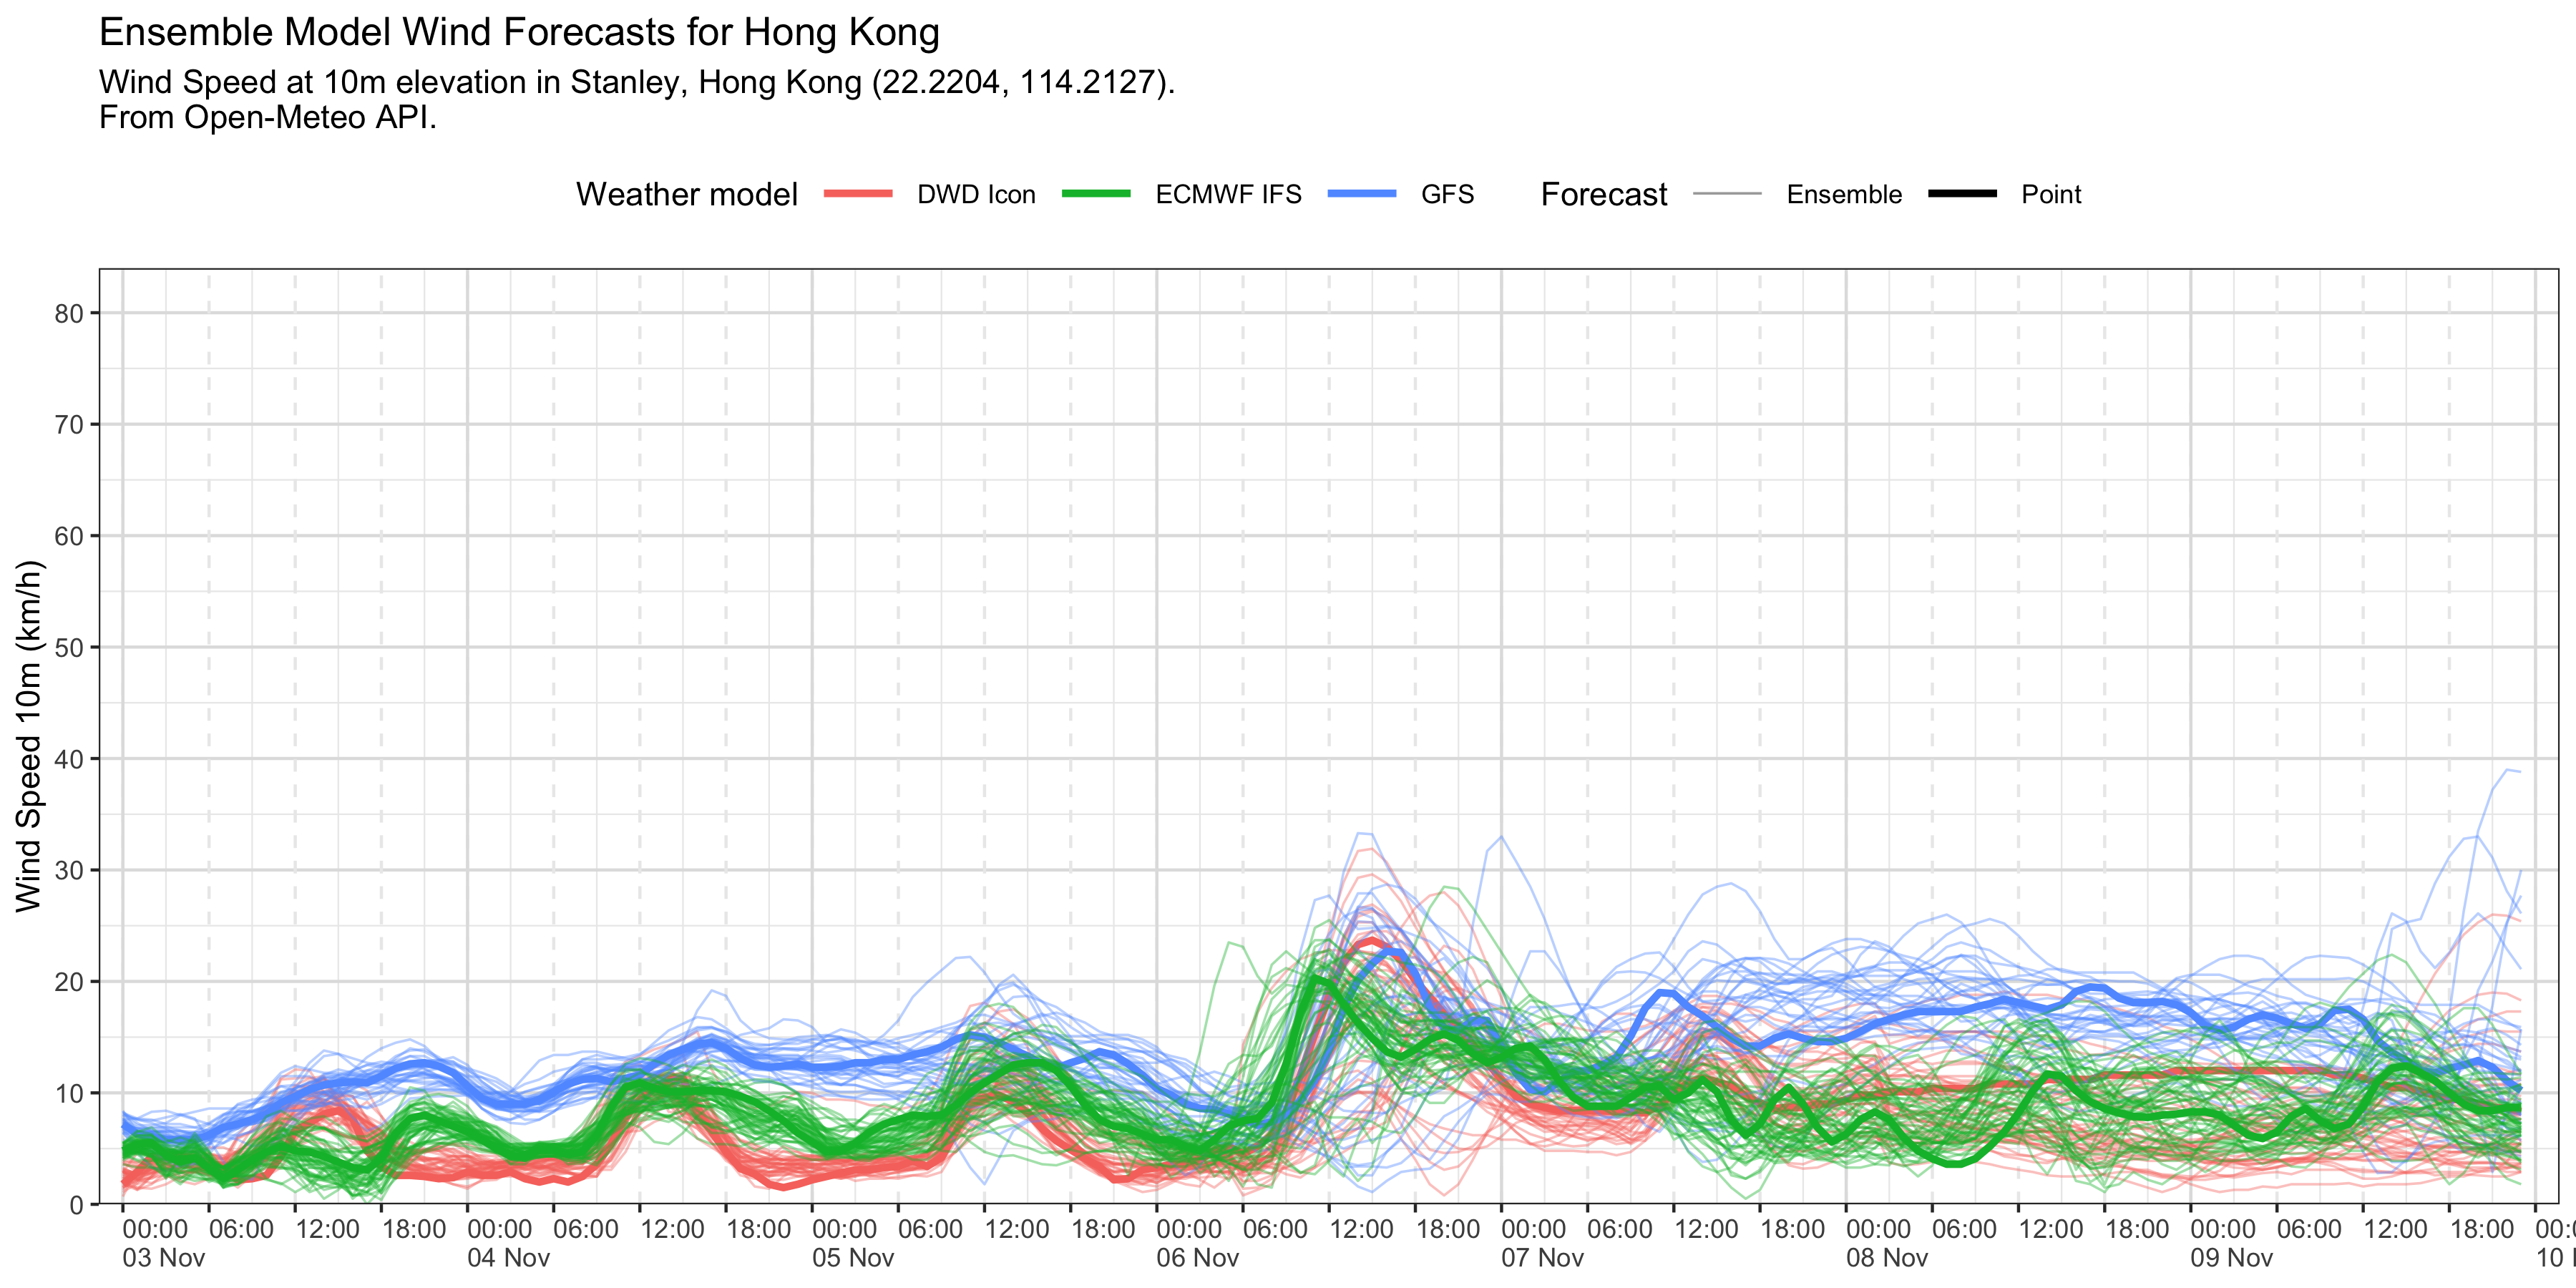 Ensemble Model Wind Forecasts for Hong Kong
Wind Speed at 10m elevation in Stanley, Hong Kong (22.2204, 114.2127).
From Open-Meteo API.
Weather model DWD Icon ECMWF IFS GFS Forecast Ensemble Point
Wind Speed 10m (km/h)
80
70
60
50
40
30
20
10
0
00:00 06:00 12:00 18:00 00:00 06:00 12:00 18:00 00:00 06:00 12:00 18:00 00:00 06:00 12:00 18:00 00:00 06:00 12:00 18:00 00:00 06:00 12:00 18:00 00:00 06:00 12:00 18:00
03 Nov 04 Nov 05 Nov 06 Nov 07 Nov 08 Nov 09 Nov 10